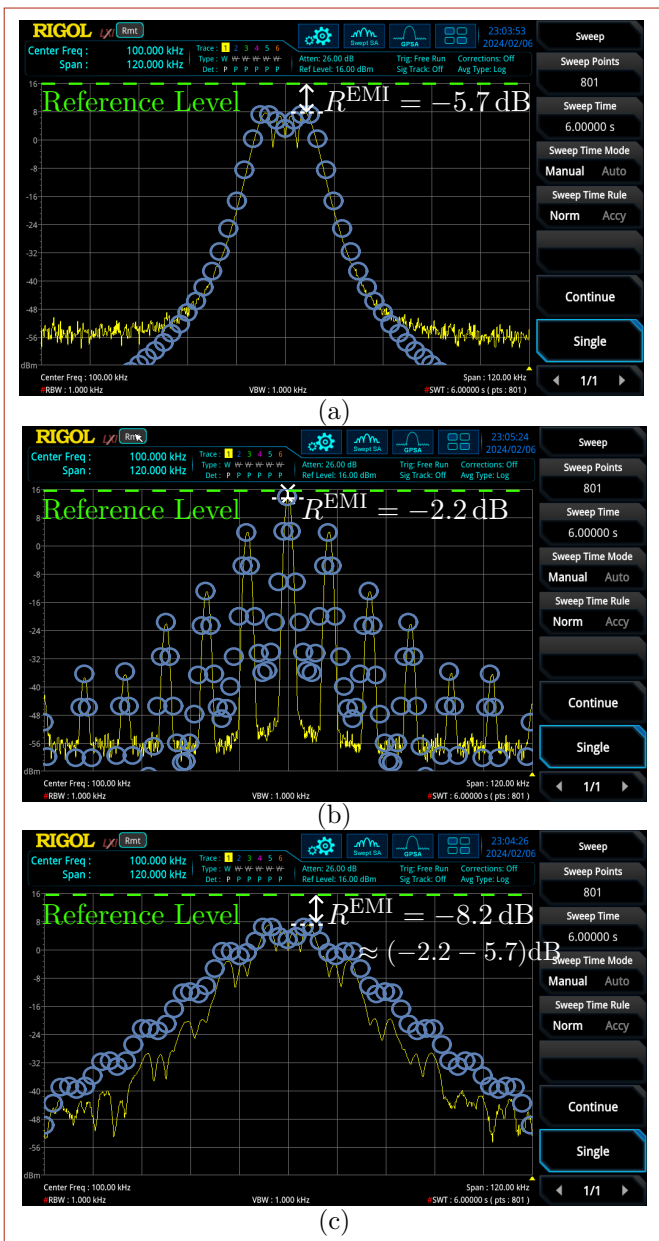 RIGOL LXI Rmt
Swept SA GPSA
23:03:53
2024/02/06
Center Freq : 100.000 kHz
Span : 120.000 kHz
Trace : 1 2 3 4 5 6
Type : W W W W W W
Det : P P P P P P
Atten: 26.00 dB Trig: Free Run Corrections: Off
Ref Level: 16.00 dBm Sig Track: Off Avg Type: Log
16
Reference Level
R^EMI = −5.7 dB
0
-8
-16
-24
-32
-40
-48
-56
dBm
Center Freq : 100.00 kHz Span : 120.00 kHz
#RBW : 1.000 kHz VBW : 1.000 kHz #SWT : 6.0000 s ( pts : 801 )
Sweep
Sweep Points
801
Sweep Time
6.00000 s
Sweep Time Mode
Manual Auto
Sweep Time Rule
Norm Accy
Continue
Single
1/1
(a)
RIGOL LXI
Swept SA GPSA
23:05:24
2024/02/06
Center Freq : 100.000 kHz
Span : 120.000 kHz
Trace : 1 2 3 4 5 6
Type : W W W W W W
Det : P P P P P P
Atten: 26.00 dB Trig: Free Run Corrections: Off
Ref Level: 16.00 dBm Sig Track: Off Avg Type: Log
16
Reference Level
R^EMI = −2.2 dB
0
-8
-16
-24
-32
-40
-48
-56
dBm
Center Freq : 100.00 kHz Span : 120.00 kHz
#RBW : 1.000 kHz VBW : 1.000 kHz #SWT : 6.0000 s ( pts : 801 )
Sweep
Sweep Points
801
Sweep Time
6.00000 s
Sweep Time Mode
Manual Auto
Sweep Time Rule
Norm Accy
Continue
Single
1/1
(b)
RIGOL LXI Rmt
Swept SA GPSA
23:04:26
2024/02/06
Center Freq : 100.000 kHz
Span : 120.000 kHz
Trace : 1 2 3 4 5 6
Type : W W W W W W
Det : P P P P P P
Atten: 26.00 dB Trig: Free Run Corrections: Off
Ref Level: 16.00 dBm Sig Track: Off Avg Type: Log
16
Reference Level
R^EMI = −8.2 dB
≈ (−2.2 − 5.7)dB
0
-8
-16
-24
-32
-40
-48
-56
dBm
Center Freq : 100.00 kHz Span : 120.00 kHz
#RBW : 1.000 kHz VBW : 1.000 kHz #SWT : 6.0000 s ( pts : 801 )
Sweep
Sweep Points
801
Sweep Time
6.00000 s
Sweep Time Mode
Manual Auto
Sweep Time Rule
Norm Accy
Continue
Single
1/1
(c)